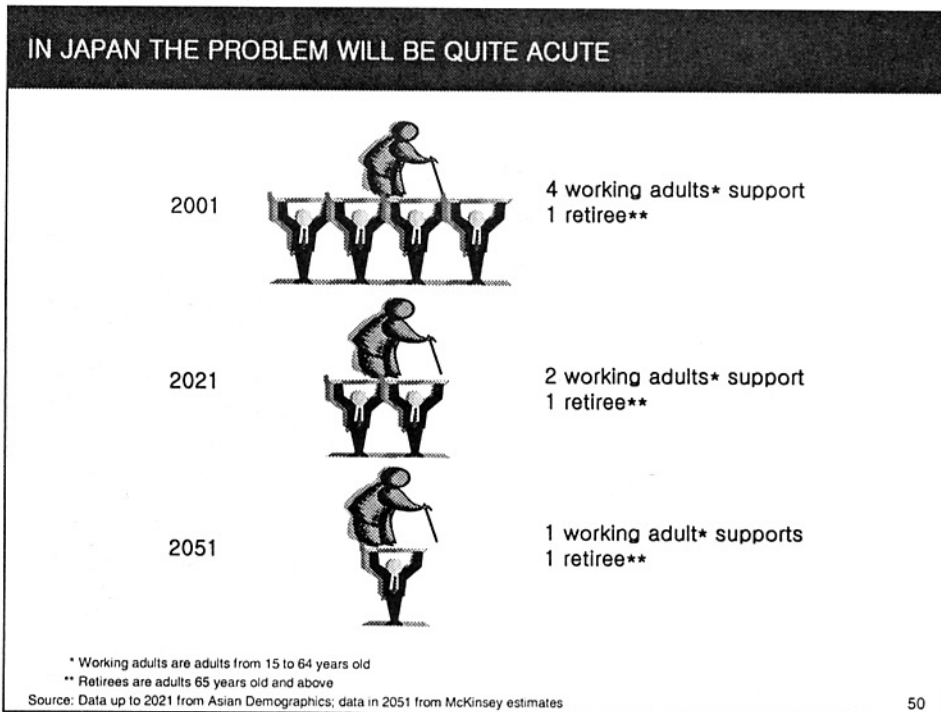 IN JAPAN THE PROBLEM WILL BE QUITE ACUTE
2001
4 working adults* support
1 retiree**
2021
2 working adults* support
1 retiree**
2051
1 working adult* supports
1 retiree**
* Working adults are adults from 15 to 64 years old
** Retirees are adults 65 years old and above
Source: Data up to 2021 from Asian Demographics; data in 2051 from McKinsey estimates
50